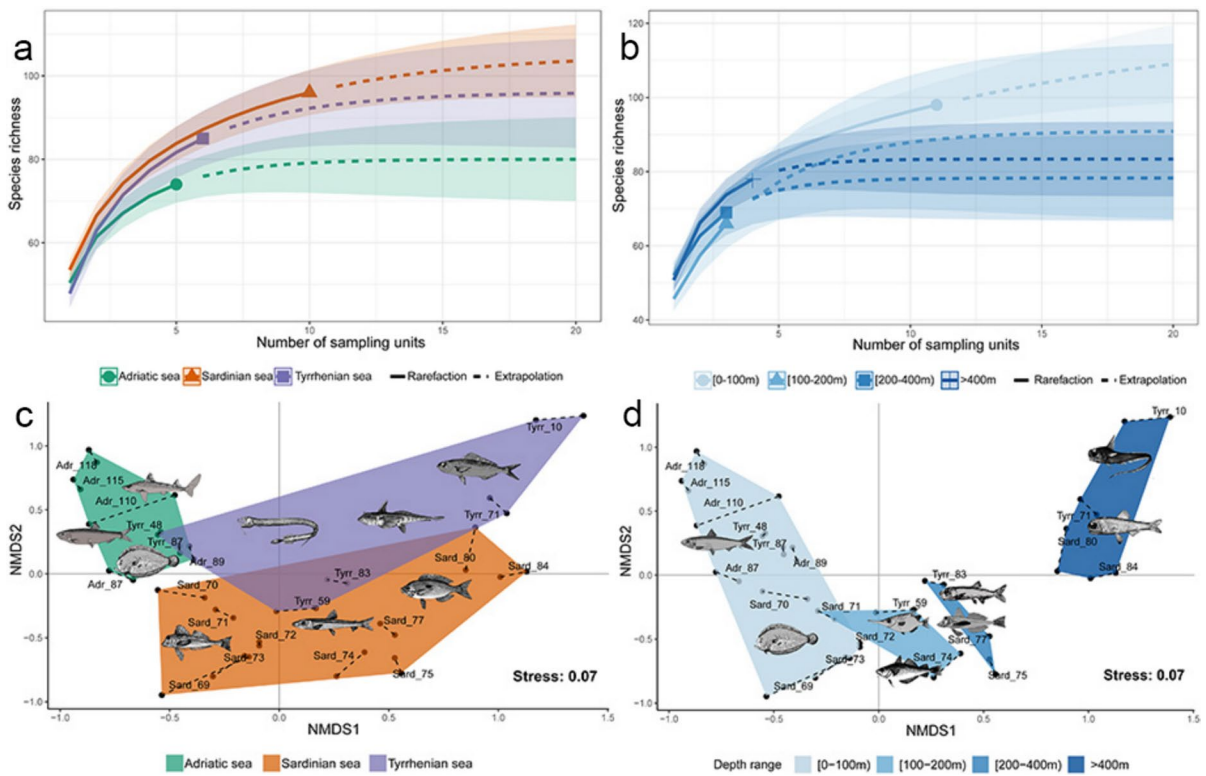 a
b
Species richness
100
80
60
5
10
15
20
Number of sampling units
Adriatic sea Sardinian sea Tyrrhenian sea Rarefaction Extrapolation
Species richness
120
100
80
60
40
5
10
15
20
Number of sampling units
[0-100m) [100-200m) [200-400m) >400m Rarefaction Extrapolation
c
NMDS2
1.0
0.5
0.0
−0.5
−1.0
Tyrr_10
Adr_118
Adr_115
Adr_110
Tyrr_48
Tyrr_71
Tyrr_87
Adr_89
Sard_80
Adr_87
Sard_84
Sard_70
Tyrr_83
Tyrr_59
Sard_71
Sard_77
Sard_72
Sard_73
Sard_74
Sard_69
Sard_75
Stress: 0.07
−1.0
−0.5
0.0
0.5
1.0
1.5
NMDS1
Adriatic sea Sardinian sea Tyrrhenian sea
d
NMDS2
1.0
0.5
0.0
−0.5
−1.0
Tyrr_10
Adr_118
Adr_115
Adr_110
Tyrr_48
Tyrr_71
Tyrr_87
Adr_89
Sard_80
Adr_87
Sard_84
Tyrr_83
Sard_70
Sard_71
Tyrr_59
Sard_72
Sard_77
Sard_73
Sard_74
Sard_69
Sard_75
Stress: 0.07
−1.0
−0.5
0.0
0.5
1.0
1.5
NMDS1
Depth range [0−100m) [100−200m) [200−400m) >400m